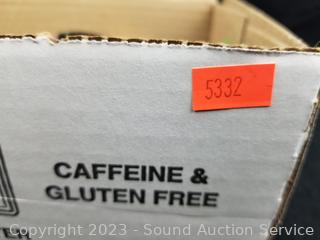 5332
CAFFEINE &
GLUTEN FREE
Copyright 2023 - Sound Auction Service